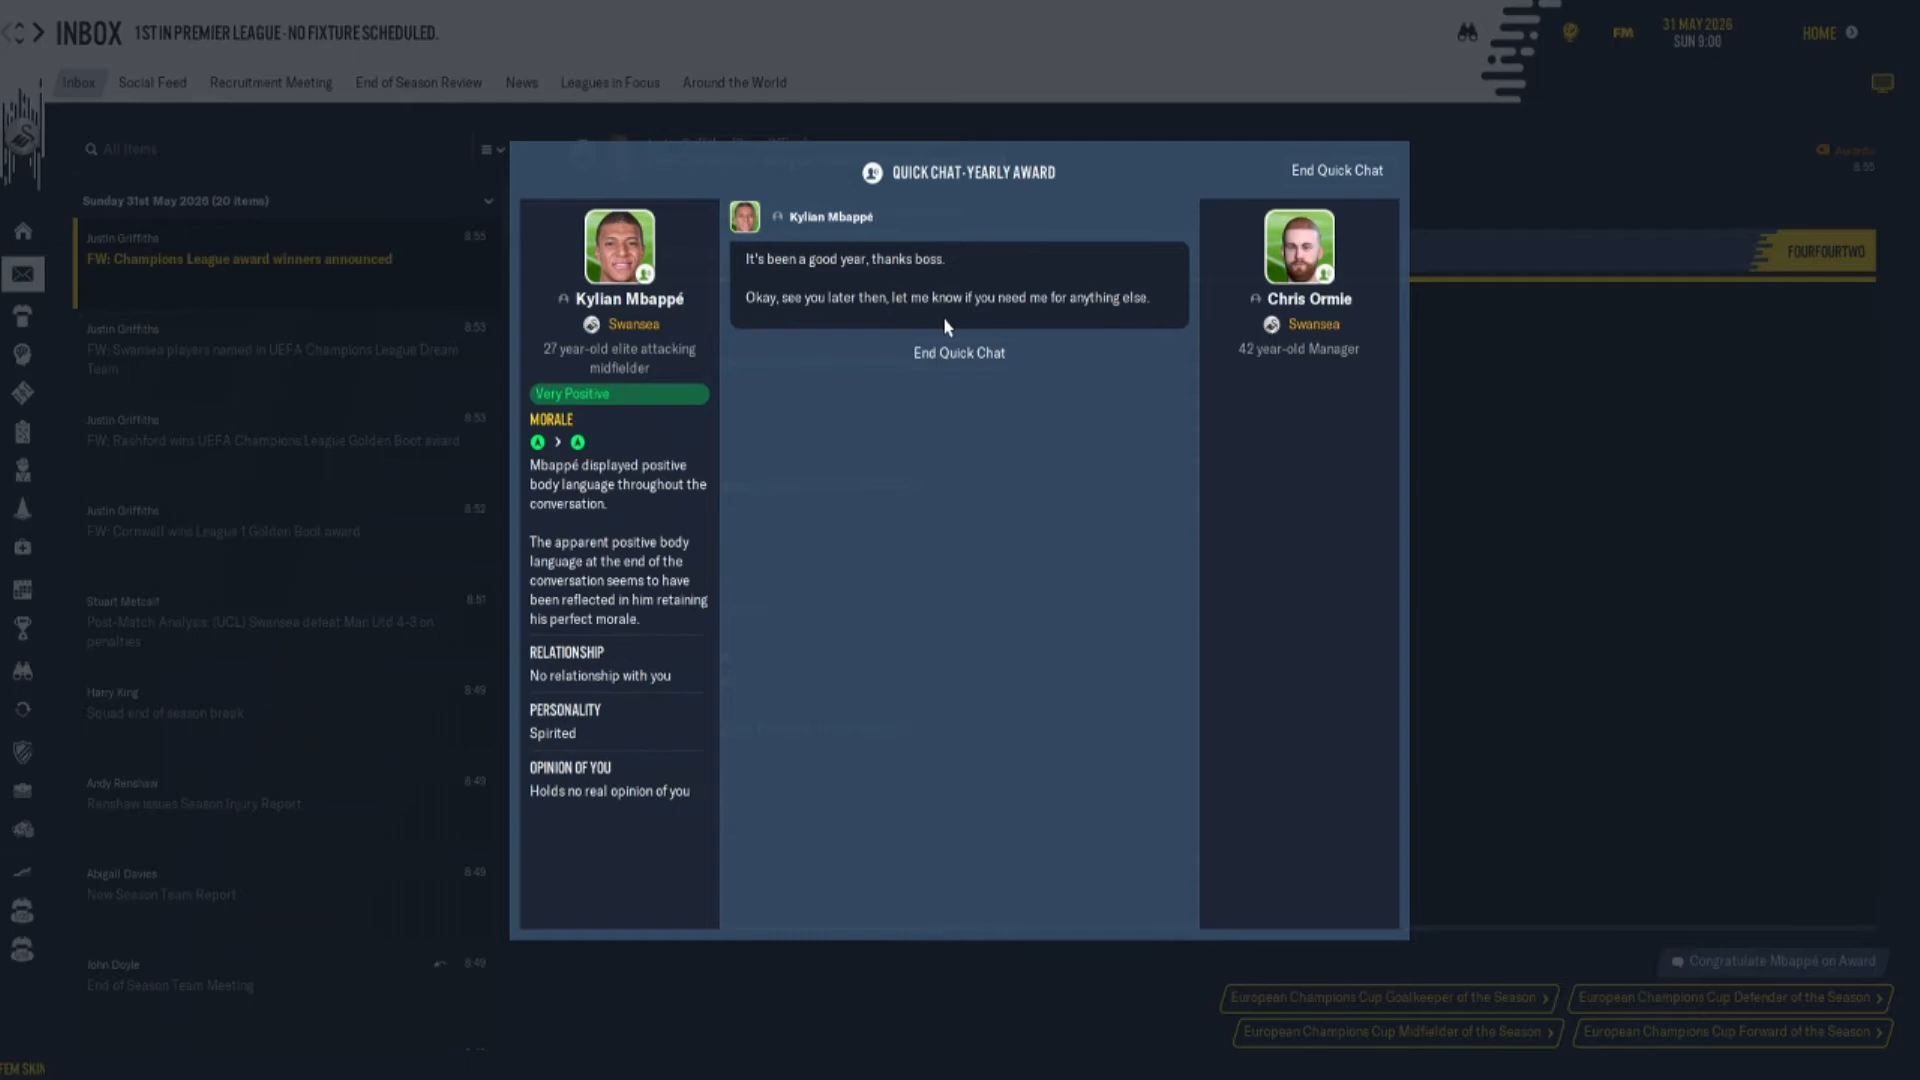 INBOX
1ST IN PREMIER LEAGUE - NO FIXTURE SCHEDULED.
FM
31 MAY 2026
SUN 9:00
HOME
Inbox
Social Feed
Recruitment Meeting
End of Season Review
News
Leagues in Focus
Around the World
All Items
Sunday 31st May 2026 (20 items)
Justin Griffiths 8:55
FW: Champions League award winners announced
Justin Griffiths 8:53
FW: Swansea players named in UEFA Champions League Dream
Team
Justin Griffiths 8:53
FW: Rashford wins UEFA Champions League Golden Boot award
Justin Griffiths 8:52
FW: Cornwell wins League 1 Golden Boot award
Stuart Metcalf 8:51
Post-Match Analysis: (UCL) Swansea defeat Man Utd 4-3 on
penalties
Harry King 8:49
Squad end of season break
Andy Renshaw 8:49
Renshaw issues Season Injury Report
Abigail Davies 8:49
New Season Team Report
John Doyle 8:49
End of Season Team Meeting
FEM SKIN
QUICK CHAT-YEARLY AWARD
End Quick Chat
Kylian Mbappé
Swansea
27 year-old elite attacking
midfielder
Very Positive
MORALE
Mbappé displayed positive
body language throughout the
conversation.
The apparent positive body
language at the end of the
conversation seems to have
been reflected in him retaining
his perfect morale.
RELATIONSHIP
No relationship with you
PERSONALITY
Spirited
OPINION OF YOU
Holds no real opinion of you
Kylian Mbappé
It's been a good year, thanks boss.
Okay, see you later then, let me know if you need me for anything else.
End Quick Chat
Chris Ormie
Swansea
42 year-old Manager
Awards
8:55
FOURFOURTWO
Congratulate Mbappé on Award
European Champions Cup Goalkeeper of the Season
European Champions Cup Defender of the Season
European Champions Cup Midfielder of the Season
European Champions Cup Forward of the Season